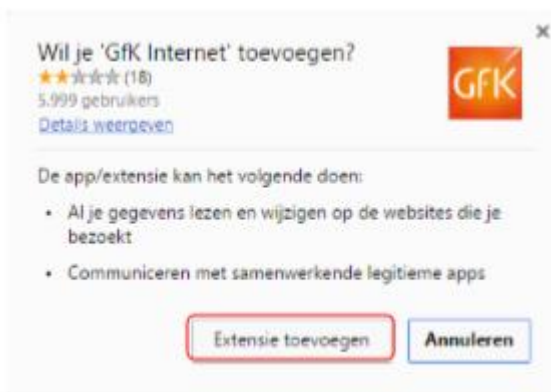 Wil je 'GfK Internet' toevoegen?
(18)
5.999 gebruikers
Details weergeven
GfK
De app/extensie kan het volgende doen:
• Al je gegevens lezen en wijzigen op de websites die je
bezoekt
• Communiceren met samenwerkende legitieme apps
Extensie toevoegen
Annuleren